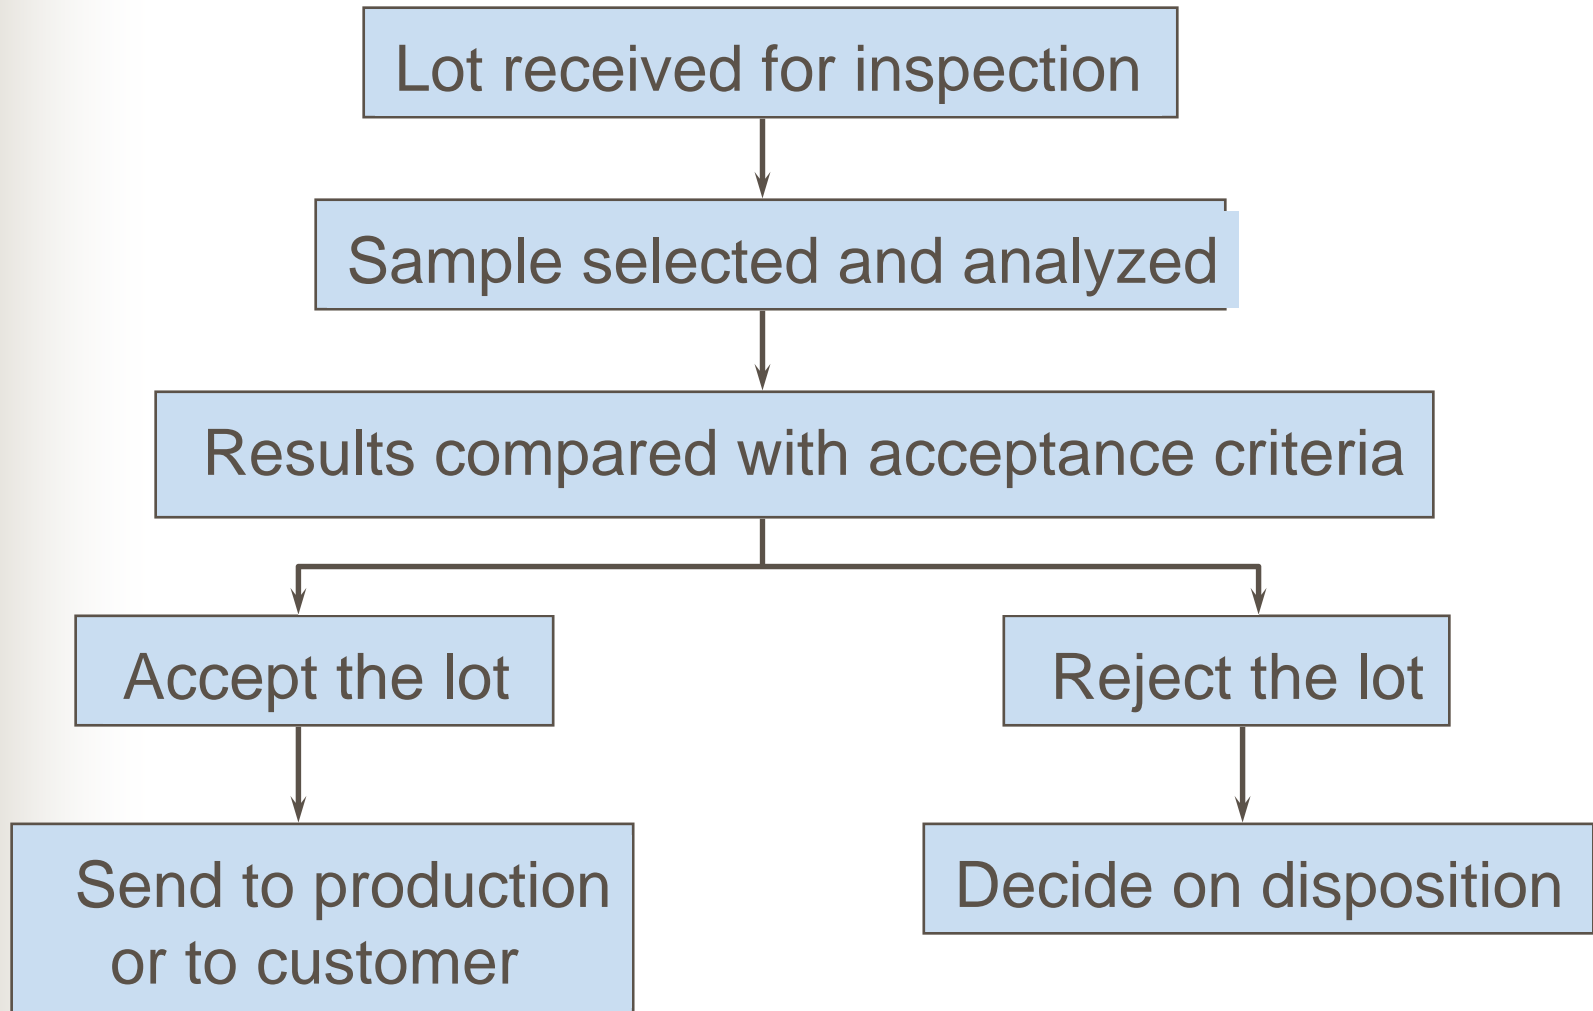 Lot received for inspection
Sample selected and analyzed
Results compared with acceptance criteria
Accept the lot
Reject the lot
Send to production
or to customer
Decide on disposition